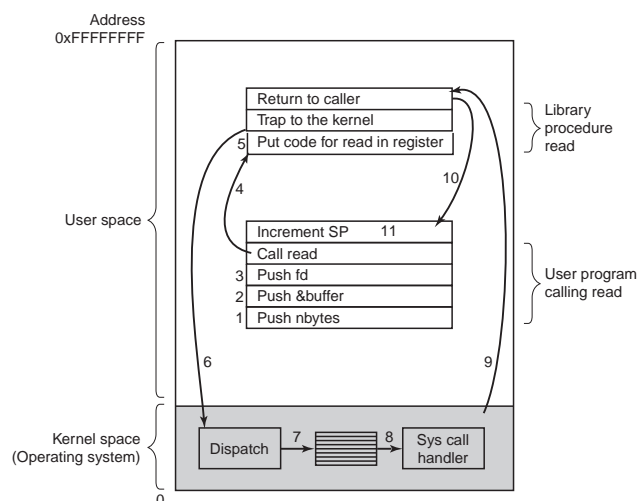 Address
0xFFFFFFFF
Return to caller
Trap to the kernel
5 Put code for read in register
Library
procedure
read
4
10
User space
Increment SP 11
Call read
3 Push fd
2 Push &buffer
1 Push nbytes
User program
calling read
6
9
Kernel space
(Operating system)
Dispatch
7
8
Sys call
handler
0